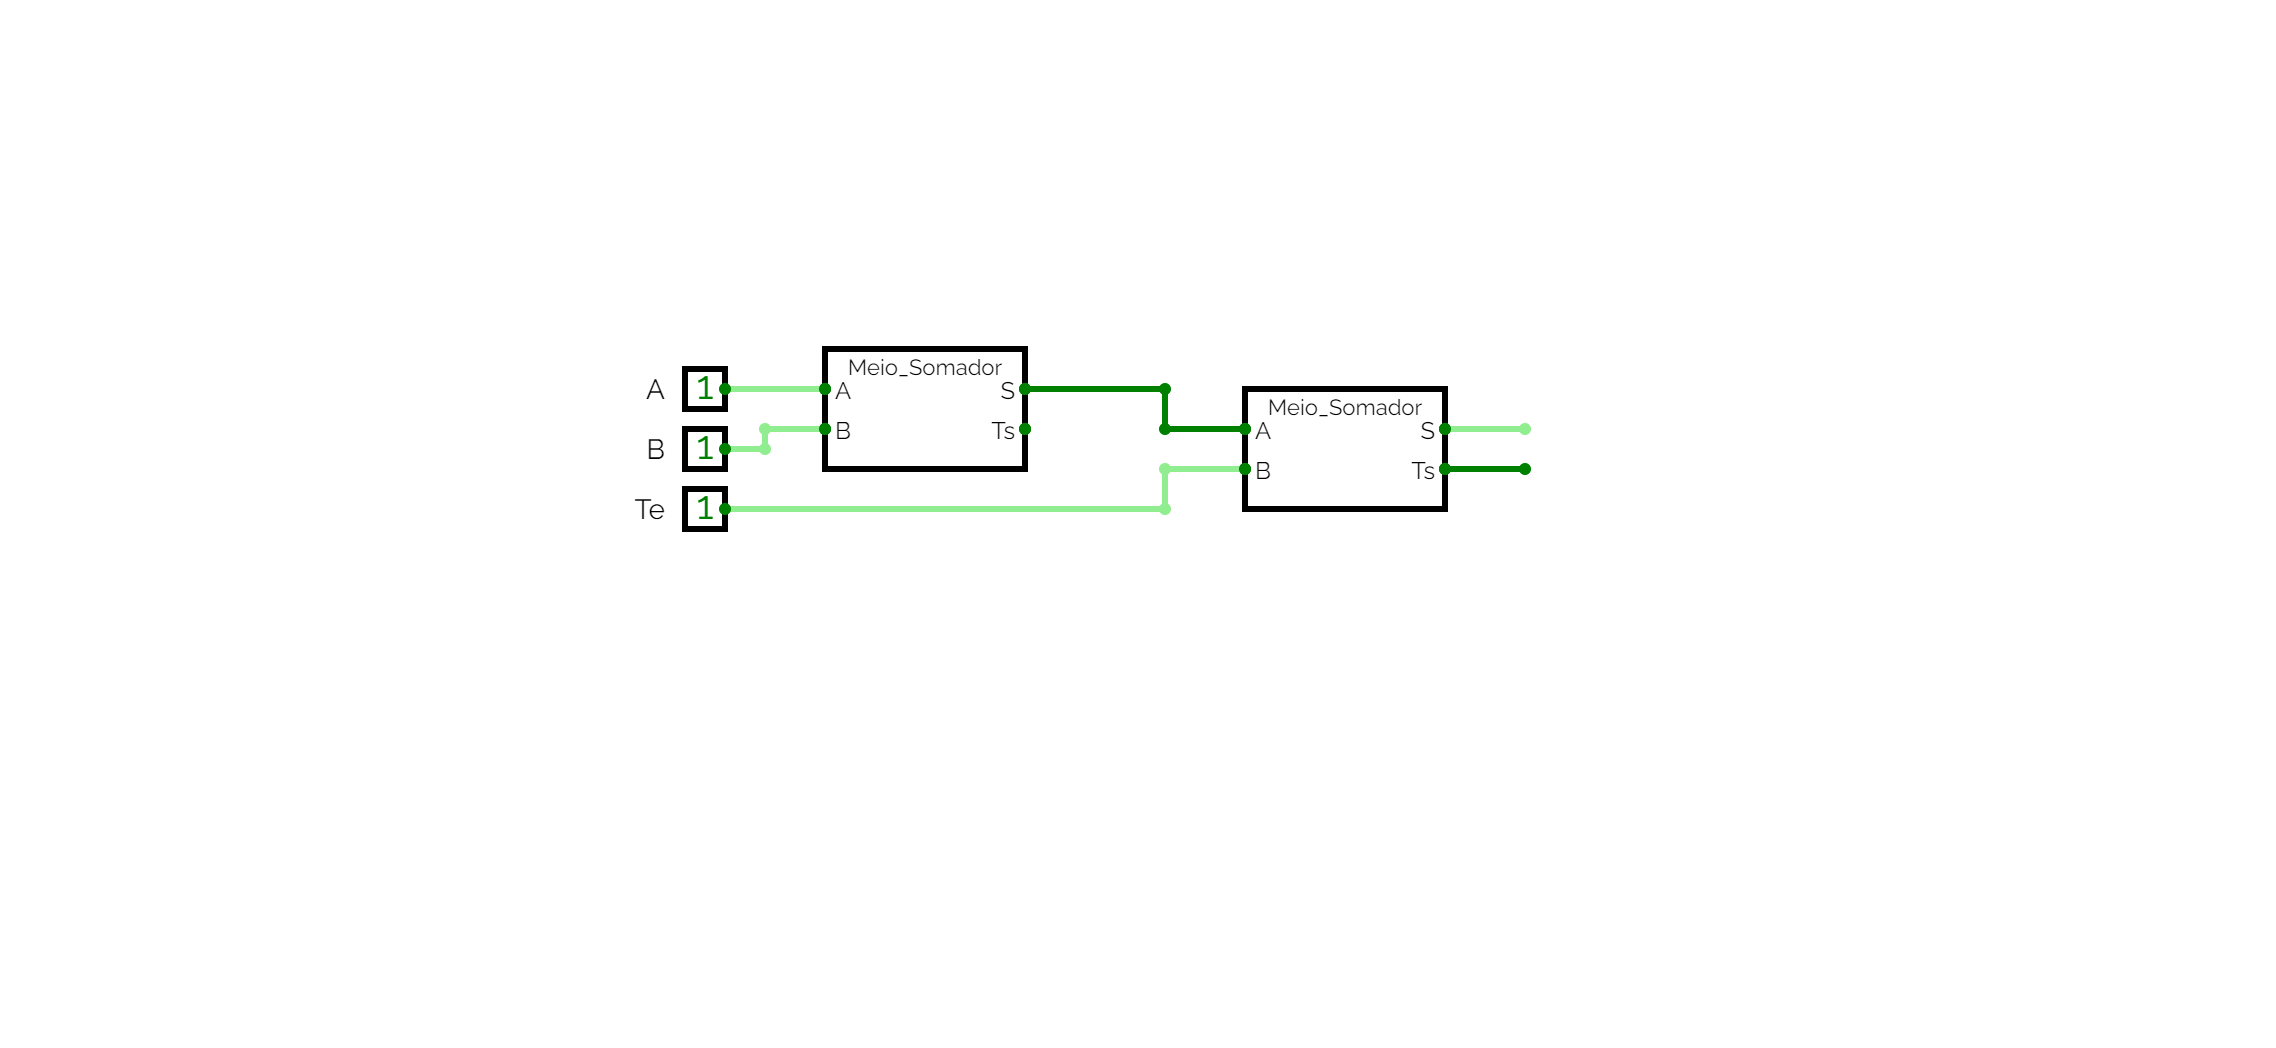 A 1
B 1
Te 1
Meio_Somador
A S
B Ts
Meio_Somador
A S
B Ts